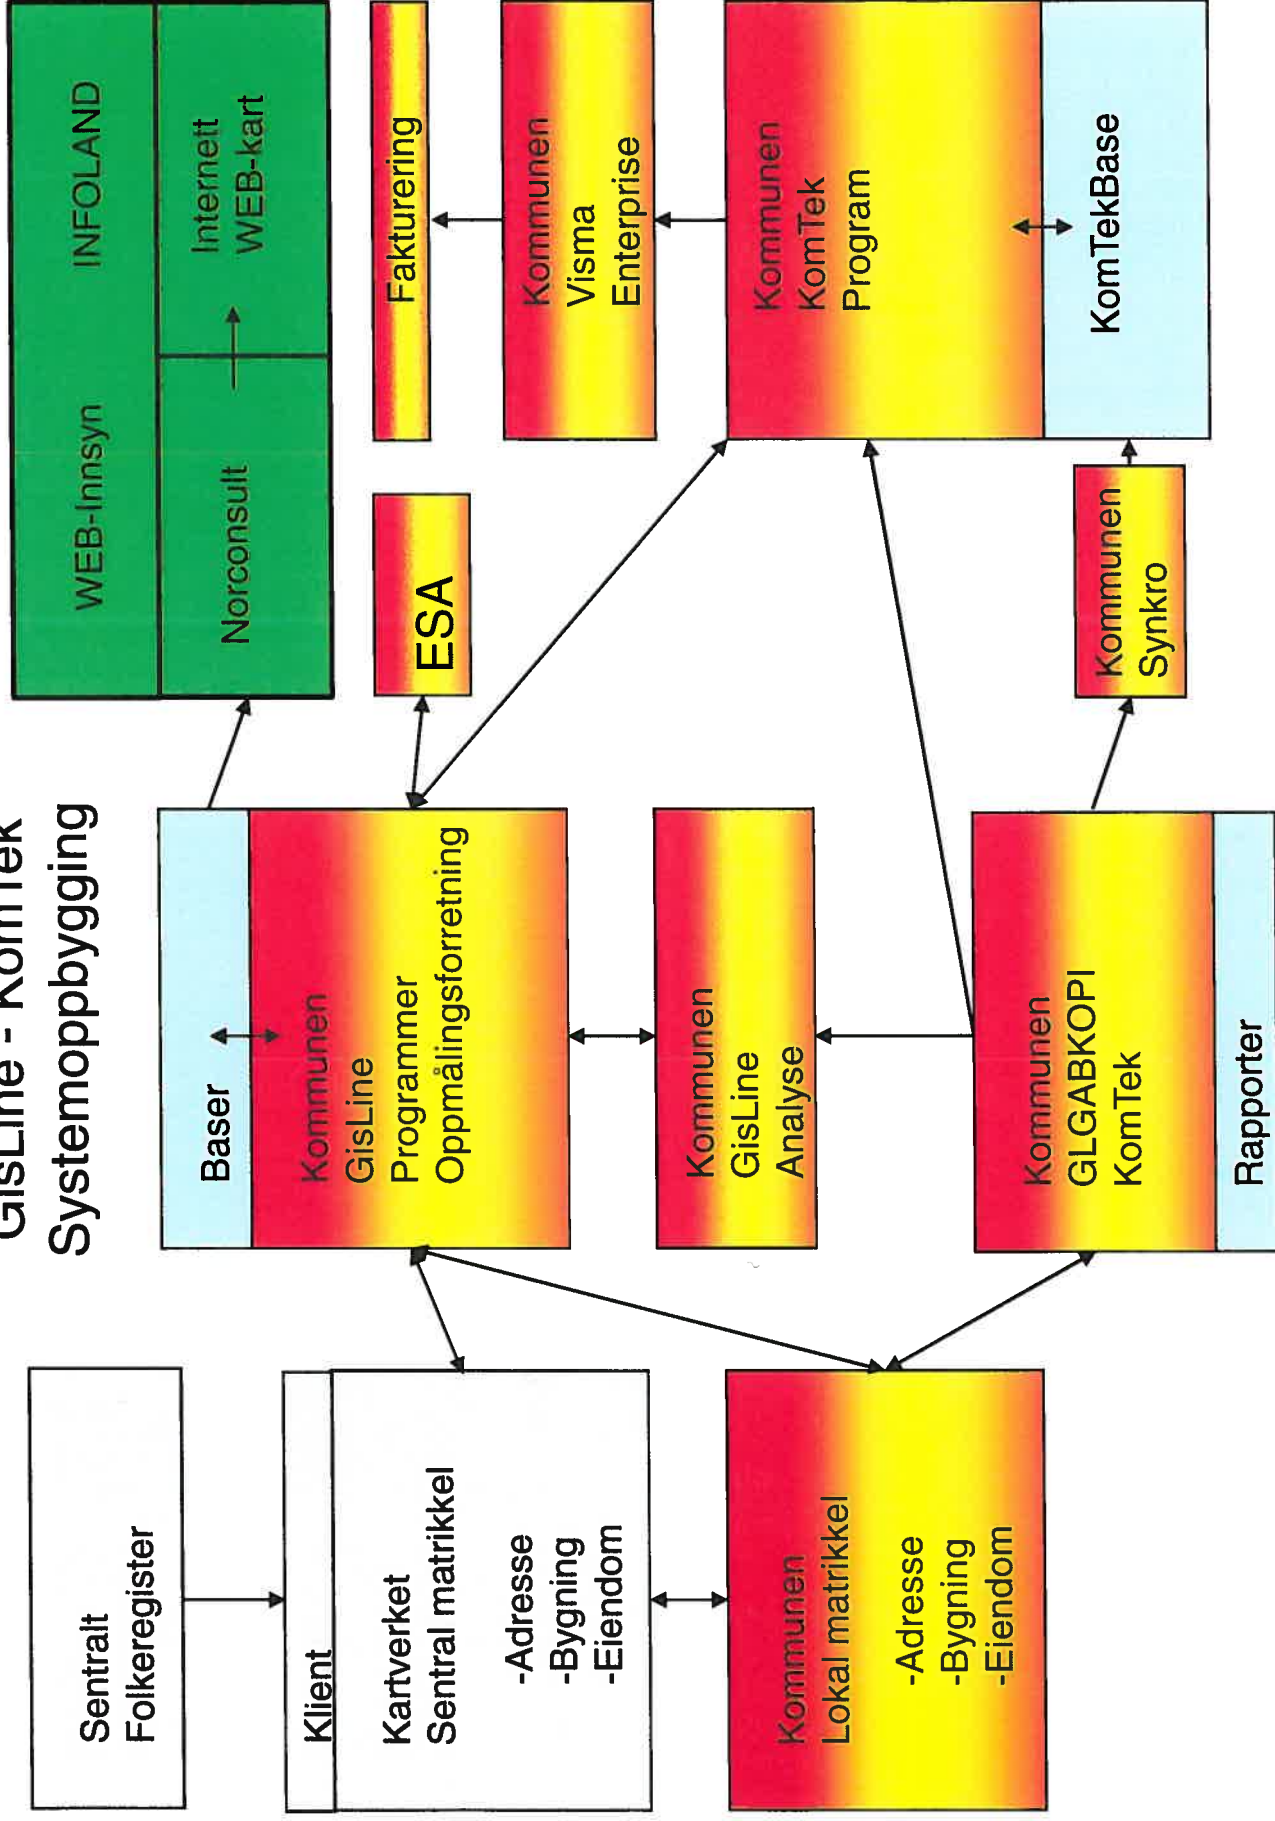 GisLine - KomTek
Systemoppbygging
Sentralt
Folkeregister
Klient
Kartverket
Sentral matrikkel
-Adresse
-Bygning
-Eiendom
Kommunen
Lokal matrikkel
-Adresse
-Bygning
-Eiendom
Baser
Kommunen
GisLine
Programmer
Oppmålingsforretning
Kommunen
GisLine
Analyse
Kommunen
GLGABKOPI
KomTek
Rapporter
WEB-Innsyn INFOLAND
Norconsult
Internett
WEB-kart
ESA
Fakturering
Kommunen
Visma
Enterprise
Kommunen
KomTek
Program
KomTekBase
Kommunen
Synkro